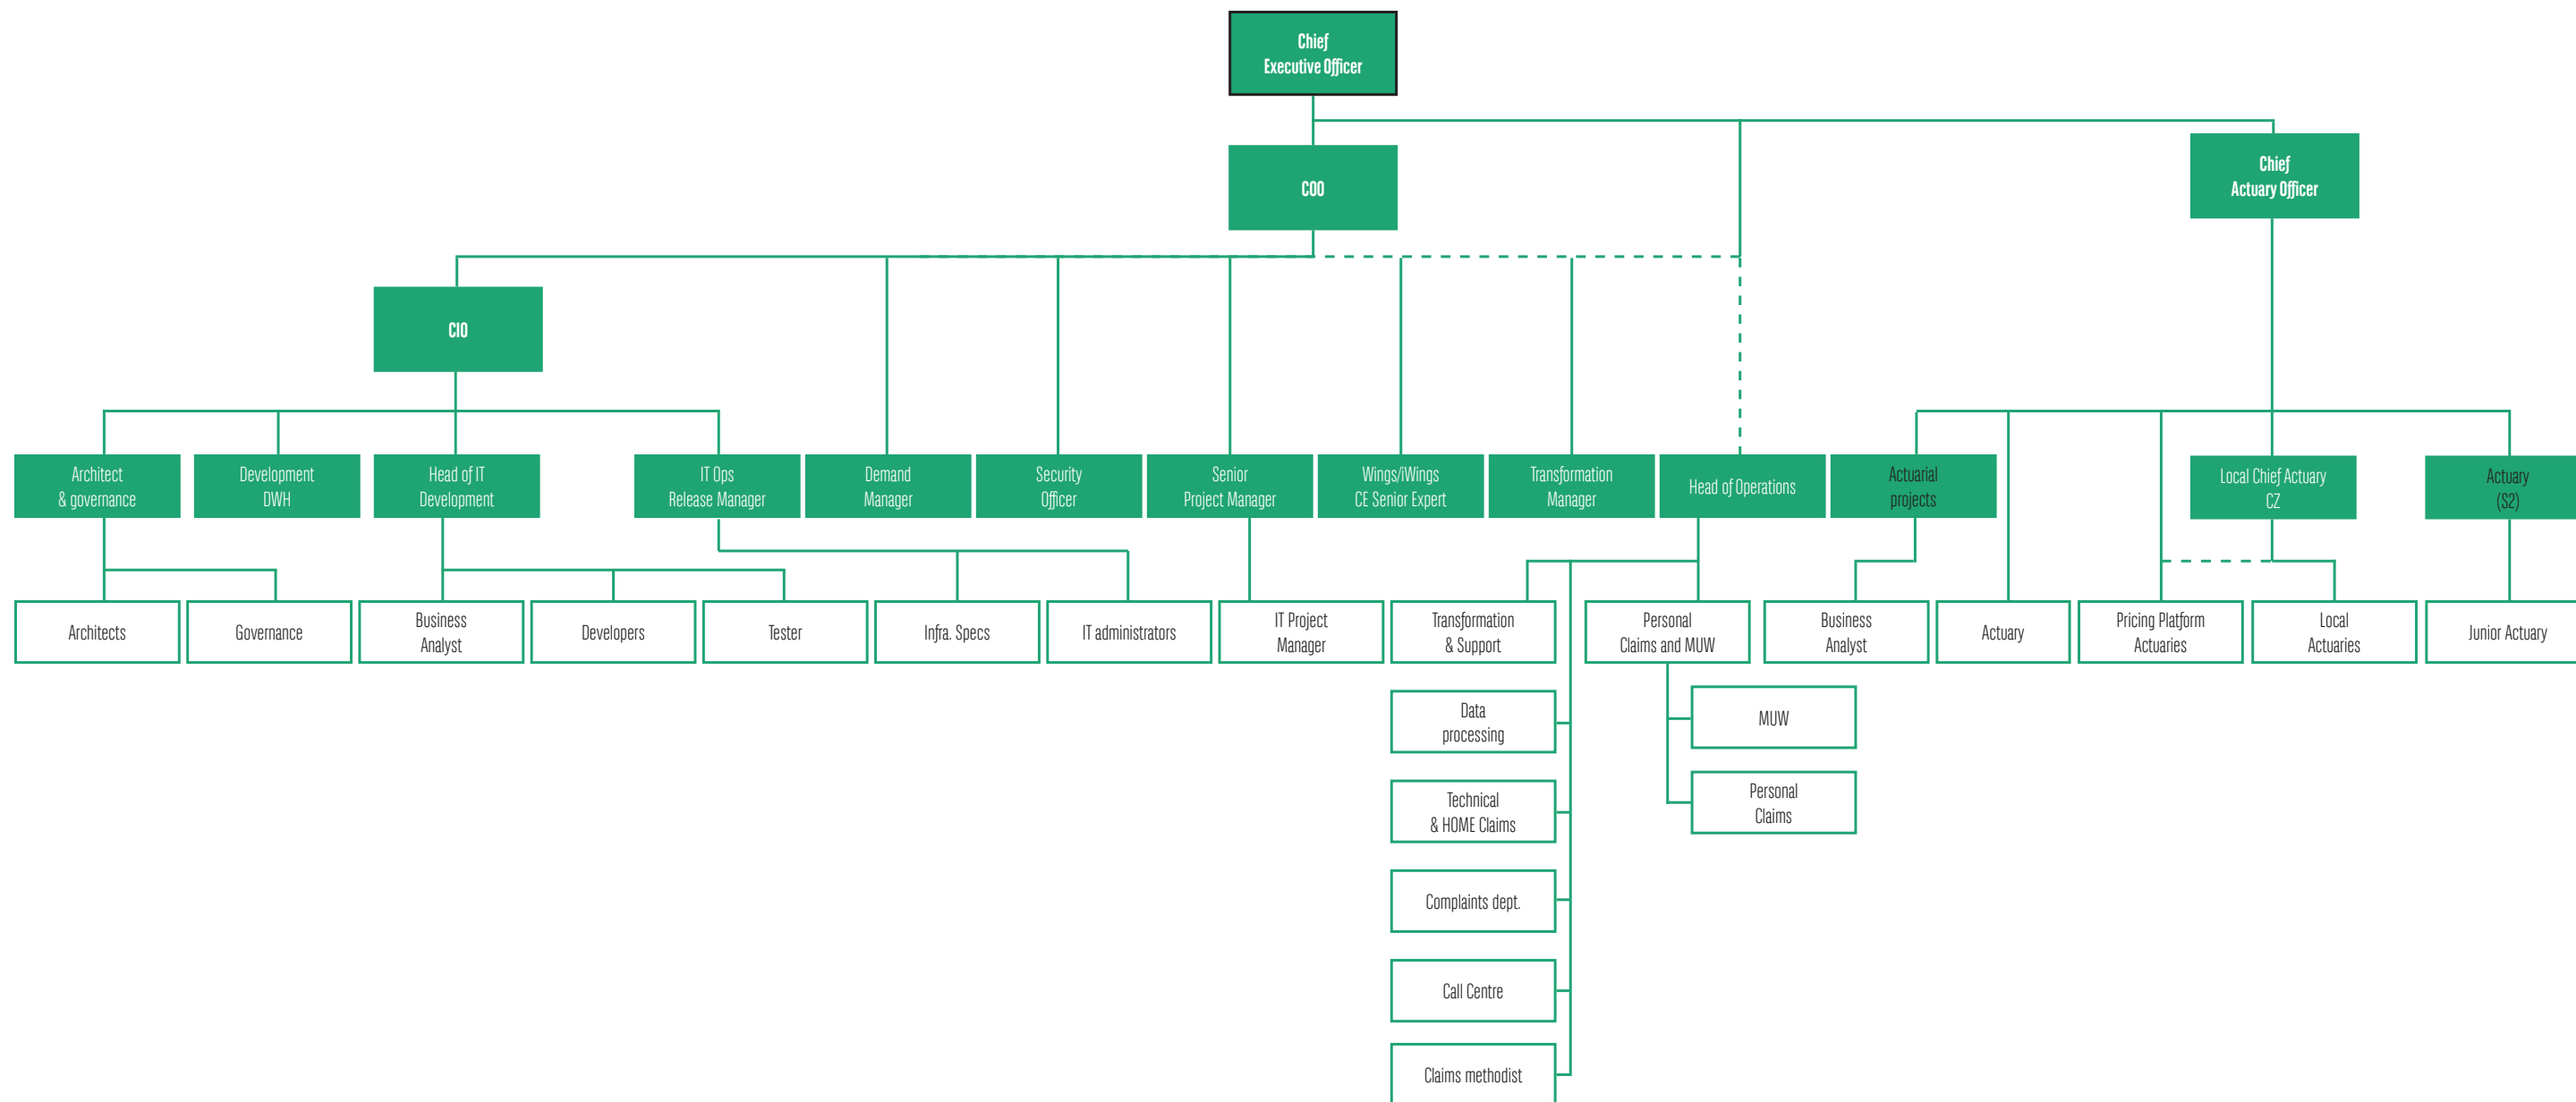 Chief
Executive Officer
COO
Chief
Actuary Officer
CIO
Architect
& governance
Development
DWH
Head of IT
Development
IT Ops
Release Manager
Demand
Manager
Security
Officer
Senior
Project Manager
Wings/iWings
CE Senior Expert
Transformation
Manager
Head of Operations
Actuarial
projects
Local Chief Actuary
CZ
Actuary
(S2)
Architects
Governance
Business
Analyst
Developers
Tester
Infra. Specs
IT administrators
IT Project
Manager
Transformation
& Support
Personal
Claims and MUW
Business
Analyst
Actuary
Pricing Platform
Actuaries
Local
Actuaries
Junior Actuary
Data
processing
MUW
Technical
& HOME Claims
Personal
Claims
Complaints dept.
Call Centre
Claims methodist